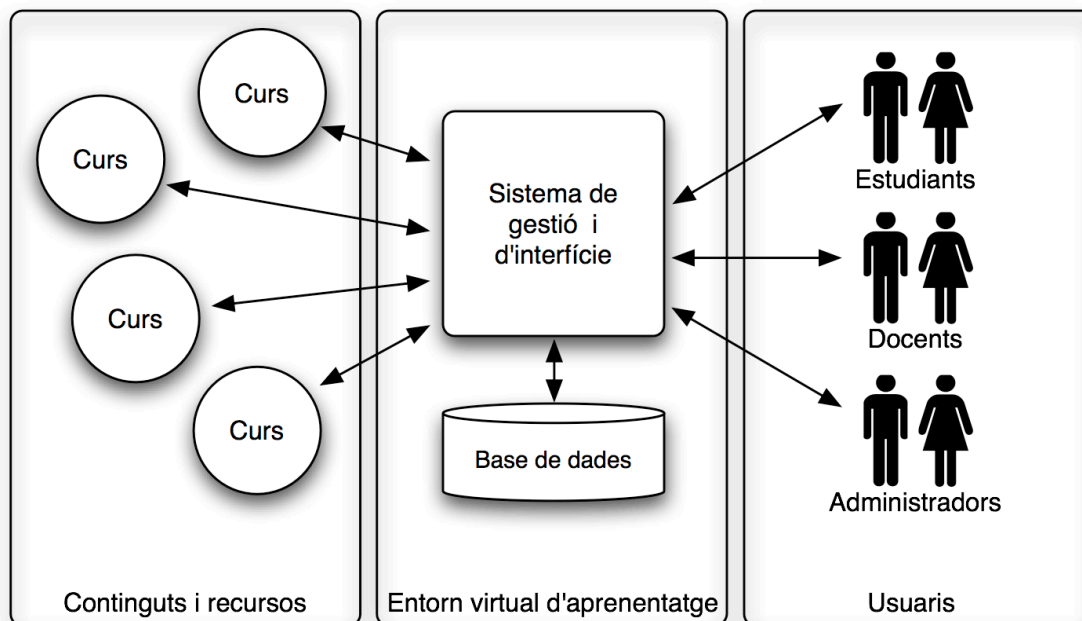 Curs
Curs
Curs
Curs
Continguts i recursos
Sistema de
gestió i
d'interfície
Base de dades
Entorn virtual d'aprenentatge
Estudiants
Docents
Administradors
Usuaris